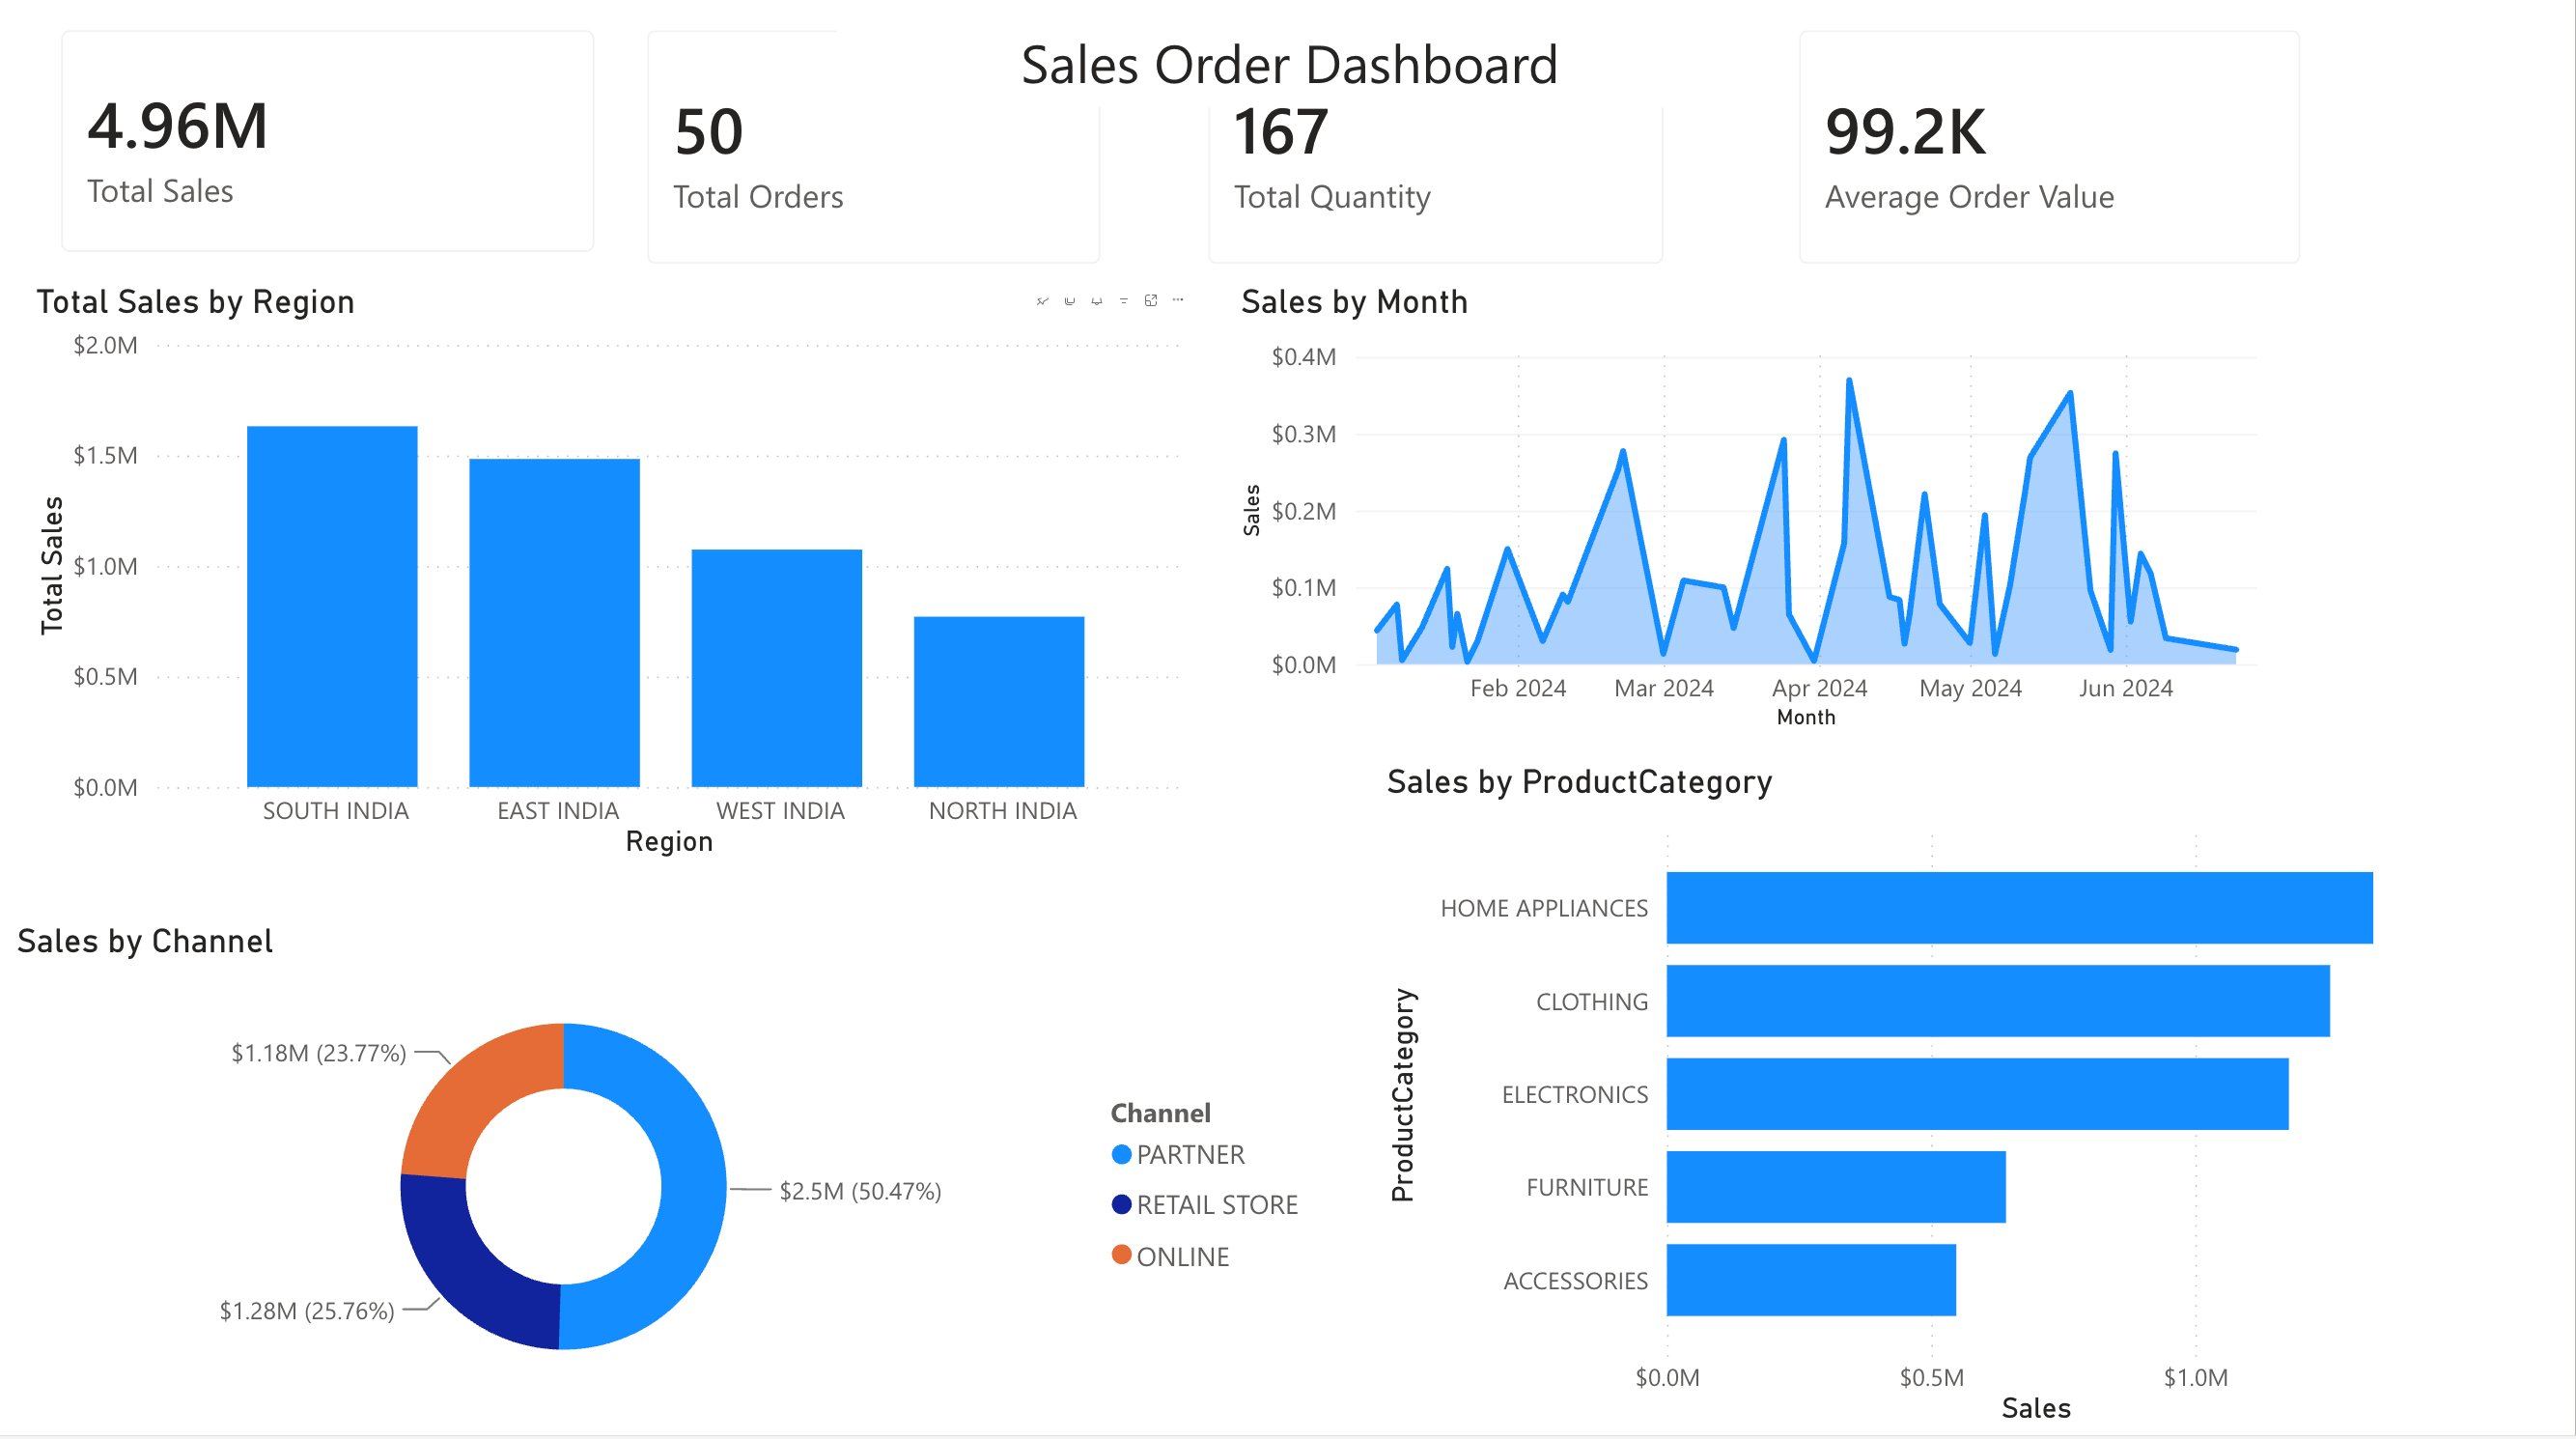 Sales Order Dashboard
4.96M
Total Sales
50
Total Orders
167
Total Quantity
99.2K
Average Order Value
Total Sales by Region
$2.0M
$1.5M
$1.0M
$0.5M
$0.0M
Total Sales
SOUTH INDIA
EAST INDIA
WEST INDIA
NORTH INDIA
Region
Sales by Month
$0.4M
$0.3M
$0.2M
$0.1M
$0.0M
Sales
Feb 2024
Mar 2024
Apr 2024
May 2024
Jun 2024
Month
Sales by Channel
$1.18M (23.77%)
$2.5M (50.47%)
$1.28M (25.76%)
Channel
PARTNER
RETAIL STORE
ONLINE
Sales by ProductCategory
ProductCategory
HOME APPLIANCES
CLOTHING
ELECTRONICS
FURNITURE
ACCESSORIES
$0.0M
$0.5M
$1.0M
Sales